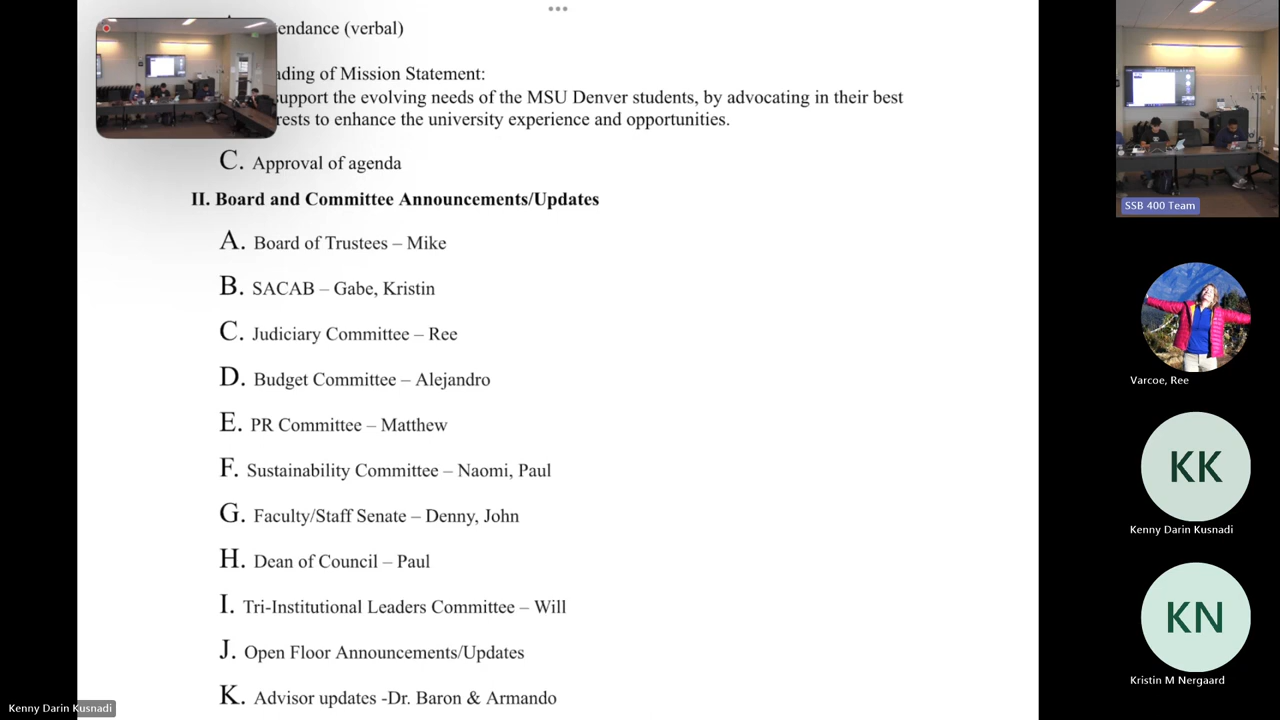 endance (verbal)
ading of Mission Statement:
support the evolving needs of the MSU Denver students, by advocating in their best
rests to enhance the university experience and opportunities.
C. Approval of agenda
II. Board and Committee Announcements/Updates
A. Board of Trustees – Mike
B. SACAB – Gabe, Kristin
C. Judiciary Committee – Ree
D. Budget Committee – Alejandro
E. PR Committee – Matthew
F. Sustainability Committee – Naomi, Paul
G. Faculty/Staff Senate – Denny, John
H. Dean of Council – Paul
I. Tri-Institutional Leaders Committee – Will
J. Open Floor Announcements/Updates
K. Advisor updates -Dr. Baron & Armando
Kenny Darin Kusnadi
SSB 400 Team
Varcoe, Ree
KK
Kenny Darin Kusnadi
KN
Kristin M Nergaard